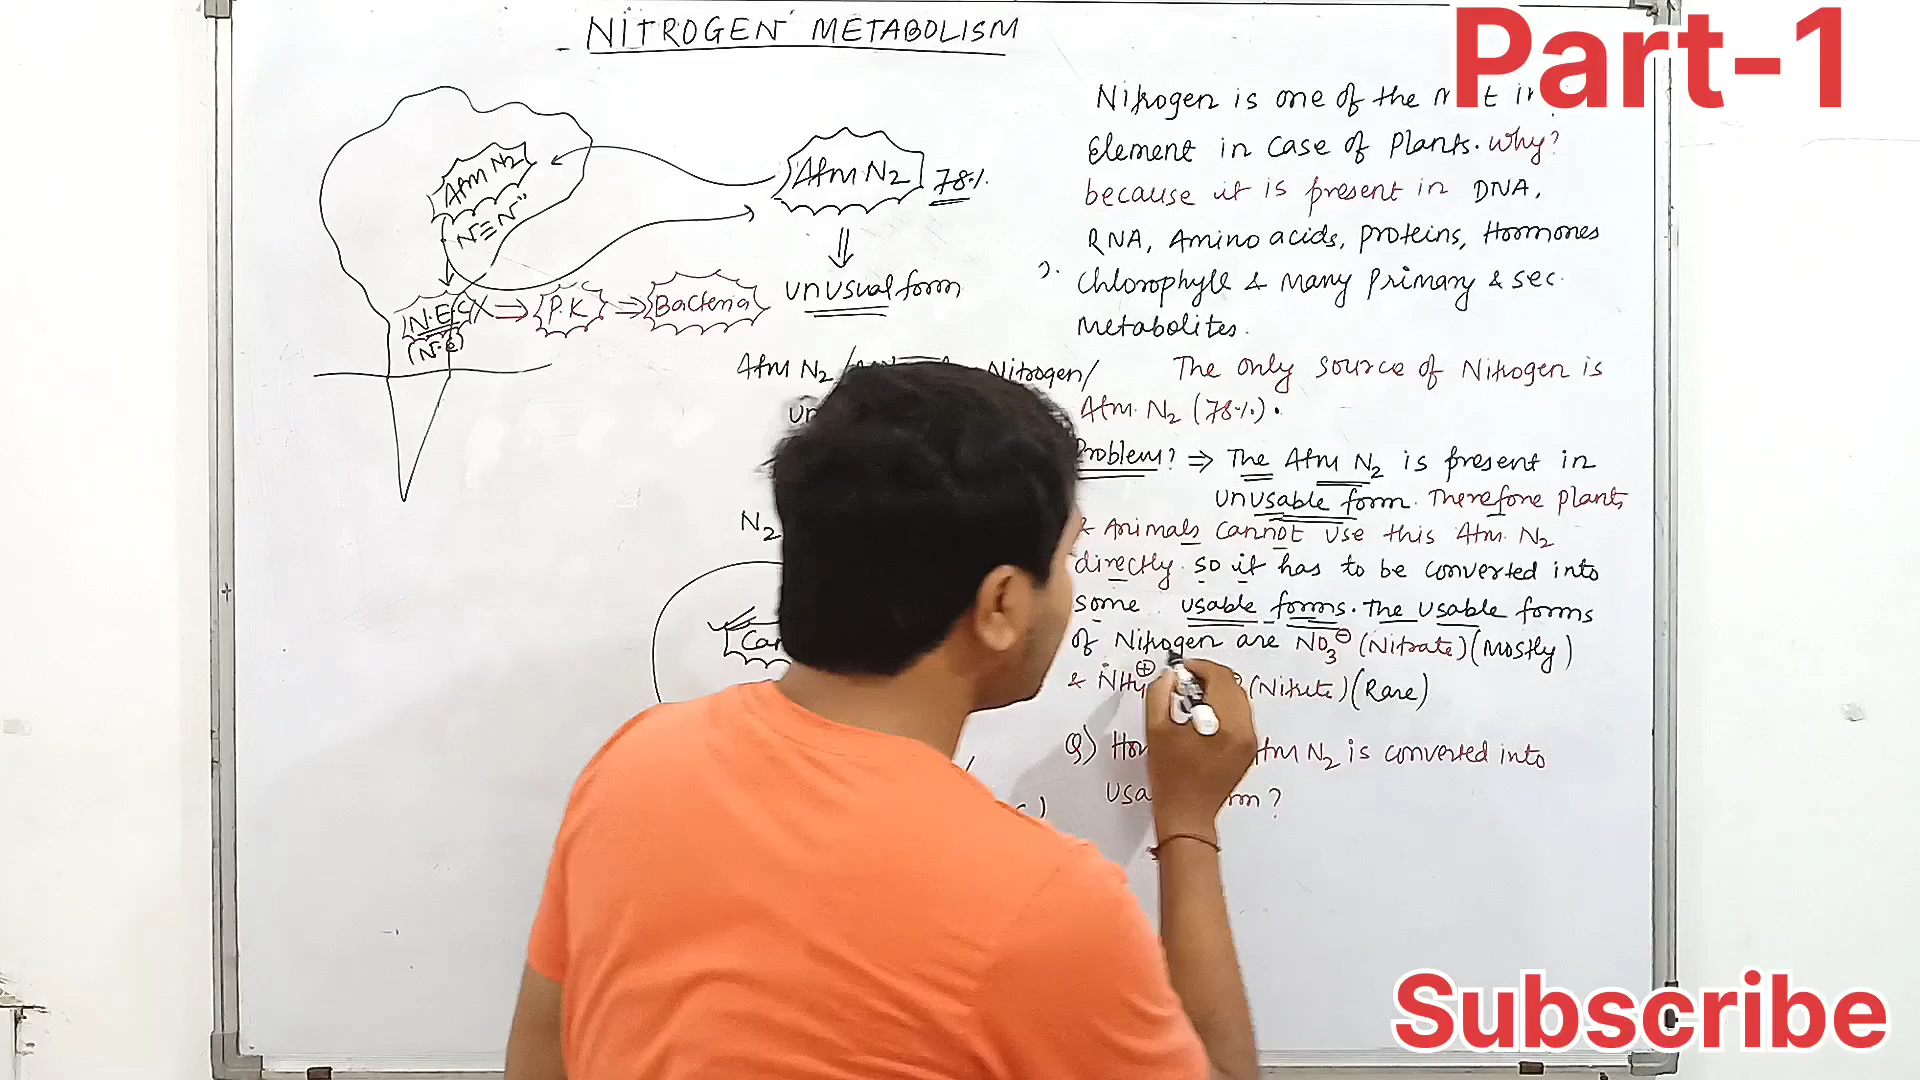 NITROGEN METABOLISM
Part-1
Atm N2
N≡N
N.E.G X ⇒ P.K ⇒ Bacteria
Atm N2 78%
unusual form
Atm N2 / Nitrogen/
N2
Nitrogen is one of the
Element in case of Plants. Why?
because it is present in DNA,
RNA, Amino acids, proteins, Hormones
Chlorophyll & many primary & sec.
metabolites.
The only source of Nitrogen is
Atm. N2 (78%).
Problem? ⇒ The Atm N2 is present in
unusable form. Therefore plants
& Animals cannot use this Atm. N2
directly. so it has to be converted into
some usable forms. The usable forms
of Nitrogen are NO3⊖ (Nitrate) (mostly)
& NH4⊕ (Nitrite) (Rare)
Q) Atm N2 is converted into
?
Subscribe